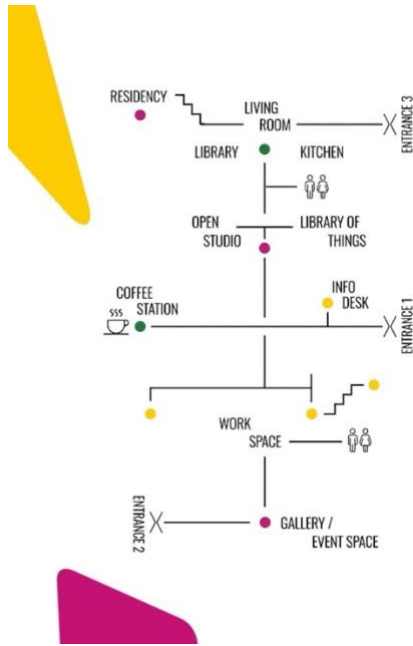 RESIDENCY
LIVING
ROOM
ENTRANCE 3
LIBRARY
KITCHEN
OPEN
STUDIO
LIBRARY OF
THINGS
COFFEE
STATION
INFO
DESK
ENTRANCE 1
WORK
SPACE
ENTRANCE 2
GALLERY /
EVENT SPACE